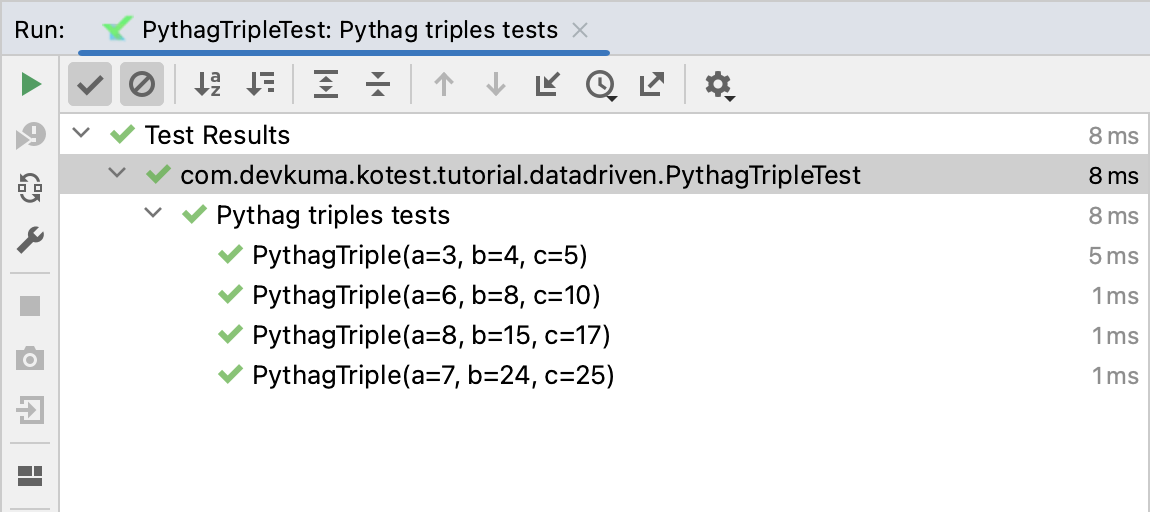 Run: PythagTripleTest: Pythag triples tests
Test Results 8 ms
com.devkuma.kotest.tutorial.datadriven.PythagTripleTest 8 ms
Pythag triples tests 8 ms
PythagTriple(a=3, b=4, c=5) 5 ms
PythagTriple(a=6, b=8, c=10) 1 ms
PythagTriple(a=8, b=15, c=17) 1 ms
PythagTriple(a=7, b=24, c=25) 1 ms